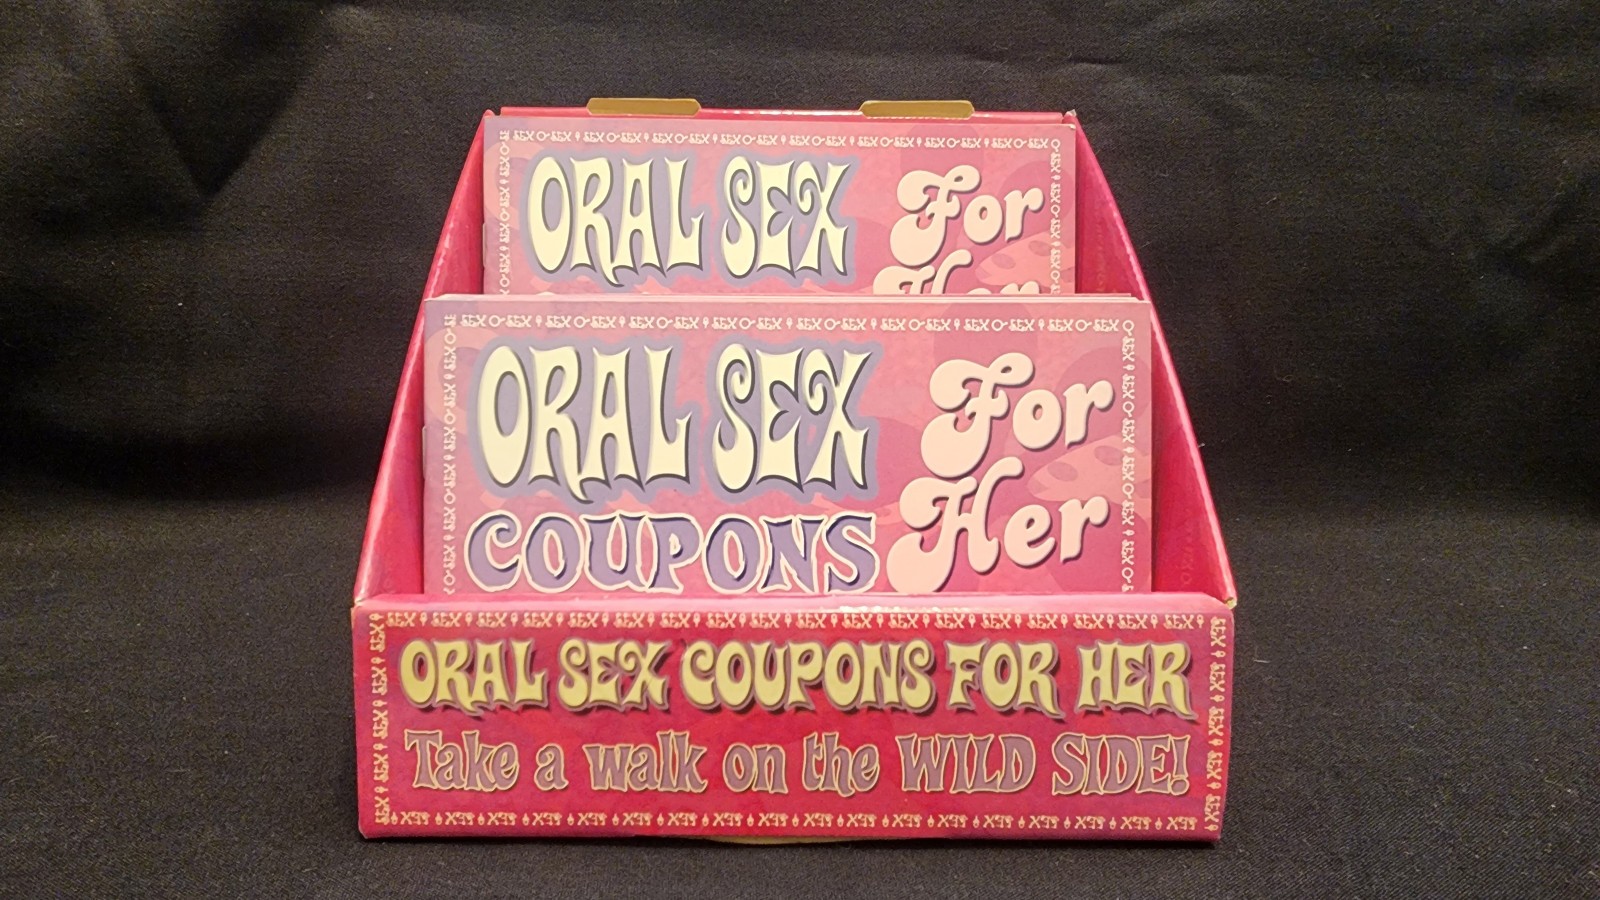 ORAL SEX For
Her
ORAL SEX For
COUPONS Her
ORAL SEX COUPONS FOR HER
Take a walk on the WILD SIDE!